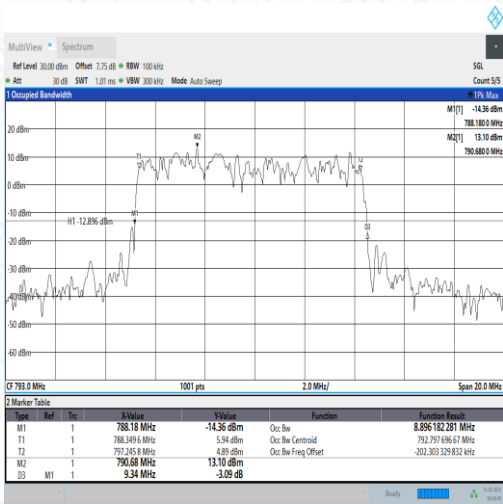 MultiView Spectrum
Ref Level 30.00 dBm Offset 7.75 dB RBW 100 kHz SGL
Att 30 dB SWT 1.01 ms VBW 300 kHz Mode Auto Sweep Count 5/5
1 Occupied Bandwidth 1Pk Max
M1[1] -14.36 dBm
788.180 0 MHz
M2[1] 13.10 dBm
790.680 0 MHz
20 dBm
M2
T1
T2
10 dBm
0 dBm
-10 dBm
M1
H1 -12.896 dBm
D3
-20 dBm
-30 dBm
-40 dBm
-50 dBm
-60 dBm
CF 793.0 MHz 1001 pts 2.0 MHz/ Span 20.0 MHz
2 Marker Table
Type Ref Trc X-Value Y-Value Function Function Result
M1 1 788.18 MHz -14.36 dBm Occ Bw 8.896 182 281 MHz
T1 1 788.349 6 MHz 5.94 dBm Occ Bw Centroid 792.797 696 67 MHz
T2 1 797.245 8 MHz 4.89 dBm Occ Bw Freq Offset -202.303 329 832 kHz
M2 1 790.68 MHz 13.10 dBm
D3 M1 1 9.34 MHz -3.09 dB
Ready